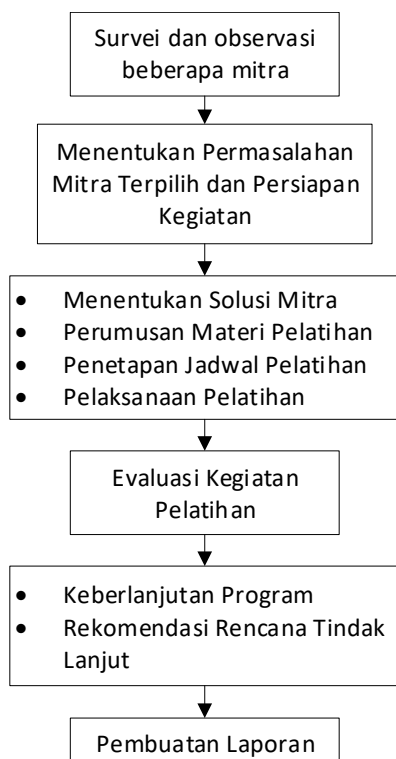 Survei dan observasi
beberapa mitra
Menentukan Permasalahan
Mitra Terpilih dan Persiapan
Kegiatan
• Menentukan Solusi Mitra
• Perumusan Materi Pelatihan
• Penetapan Jadwal Pelatihan
• Pelaksanaan Pelatihan
Evaluasi Kegiatan
Pelatihan
• Keberlanjutan Program
• Rekomendasi Rencana Tindak
Lanjut
Pembuatan Laporan